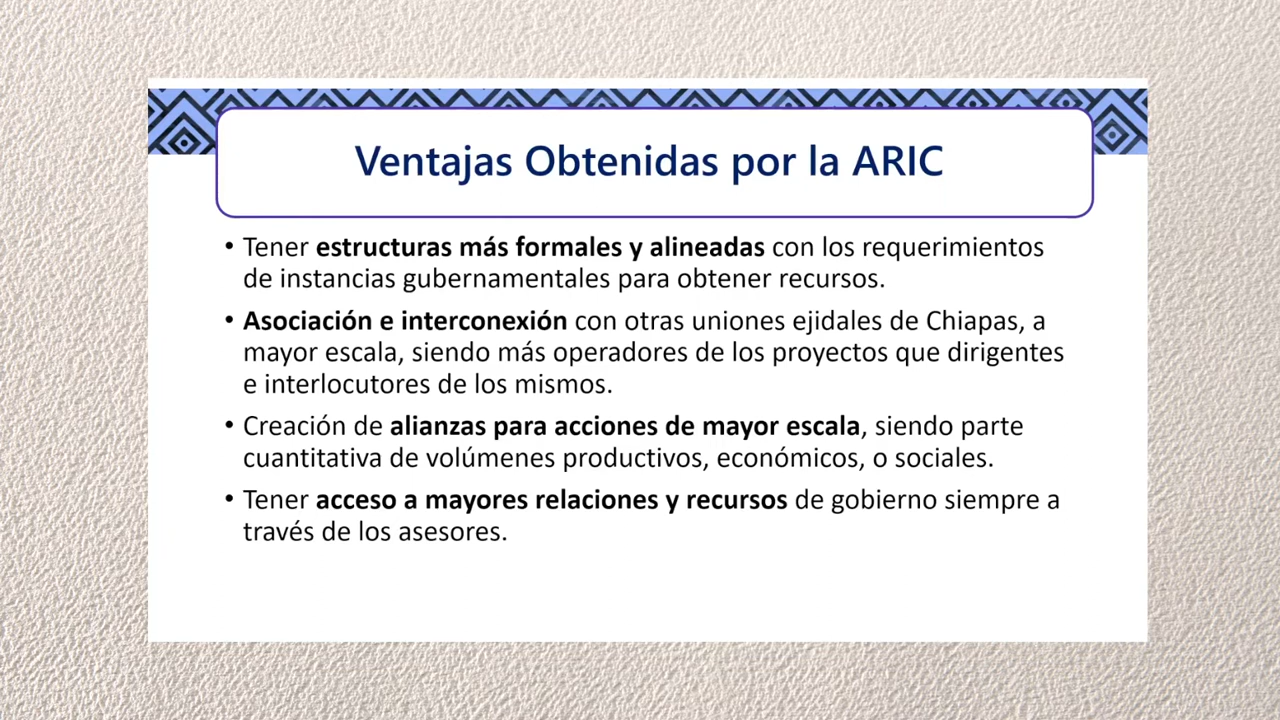 Ventajas Obtenidas por la ARIC
• Tener estructuras más formales y alineadas con los requerimientos
de instancias gubernamentales para obtener recursos.
• Asociación e interconexión con otras uniones ejidales de Chiapas, a
mayor escala, siendo más operadores de los proyectos que dirigentes
e interlocutores de los mismos.
• Creación de alianzas para acciones de mayor escala, siendo parte
cuantitativa de volúmenes productivos, económicos, o sociales.
• Tener acceso a mayores relaciones y recursos de gobierno siempre a
través de los asesores.